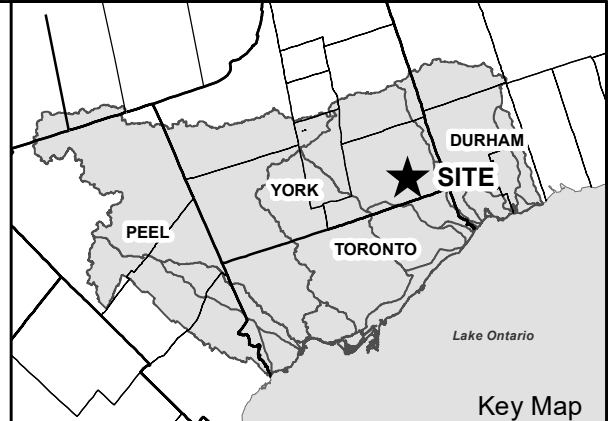 DURHAM
SITE
YORK
PEEL
TORONTO
Lake Ontario
Key Map